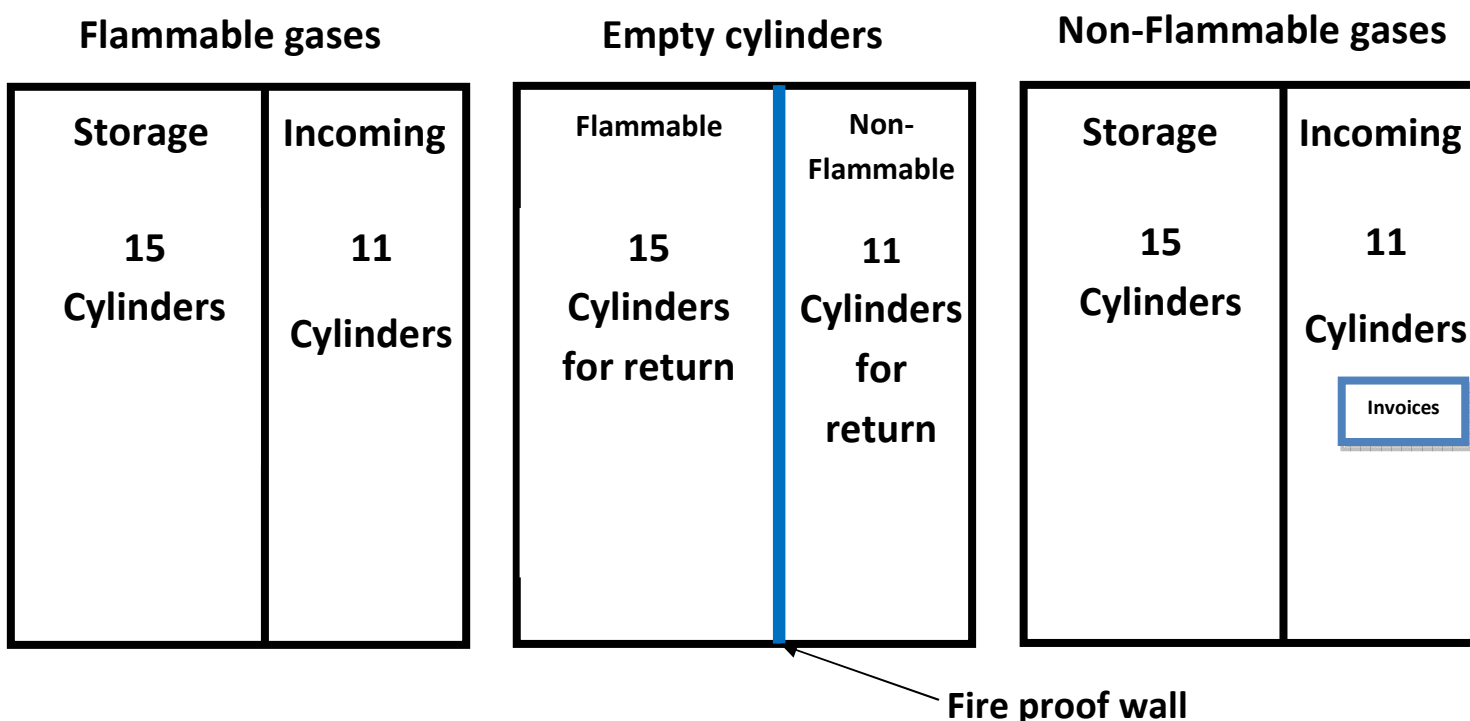 Flammable gases
Storage
15
Cylinders
Incoming
11
Cylinders
Empty cylinders
Flammable
15
Cylinders
for return
Non-
Flammable
11
Cylinders
for
return
Non-Flammable gases
Storage
15
Cylinders
Incoming
11
Cylinders
Invoices
Fire proof wall